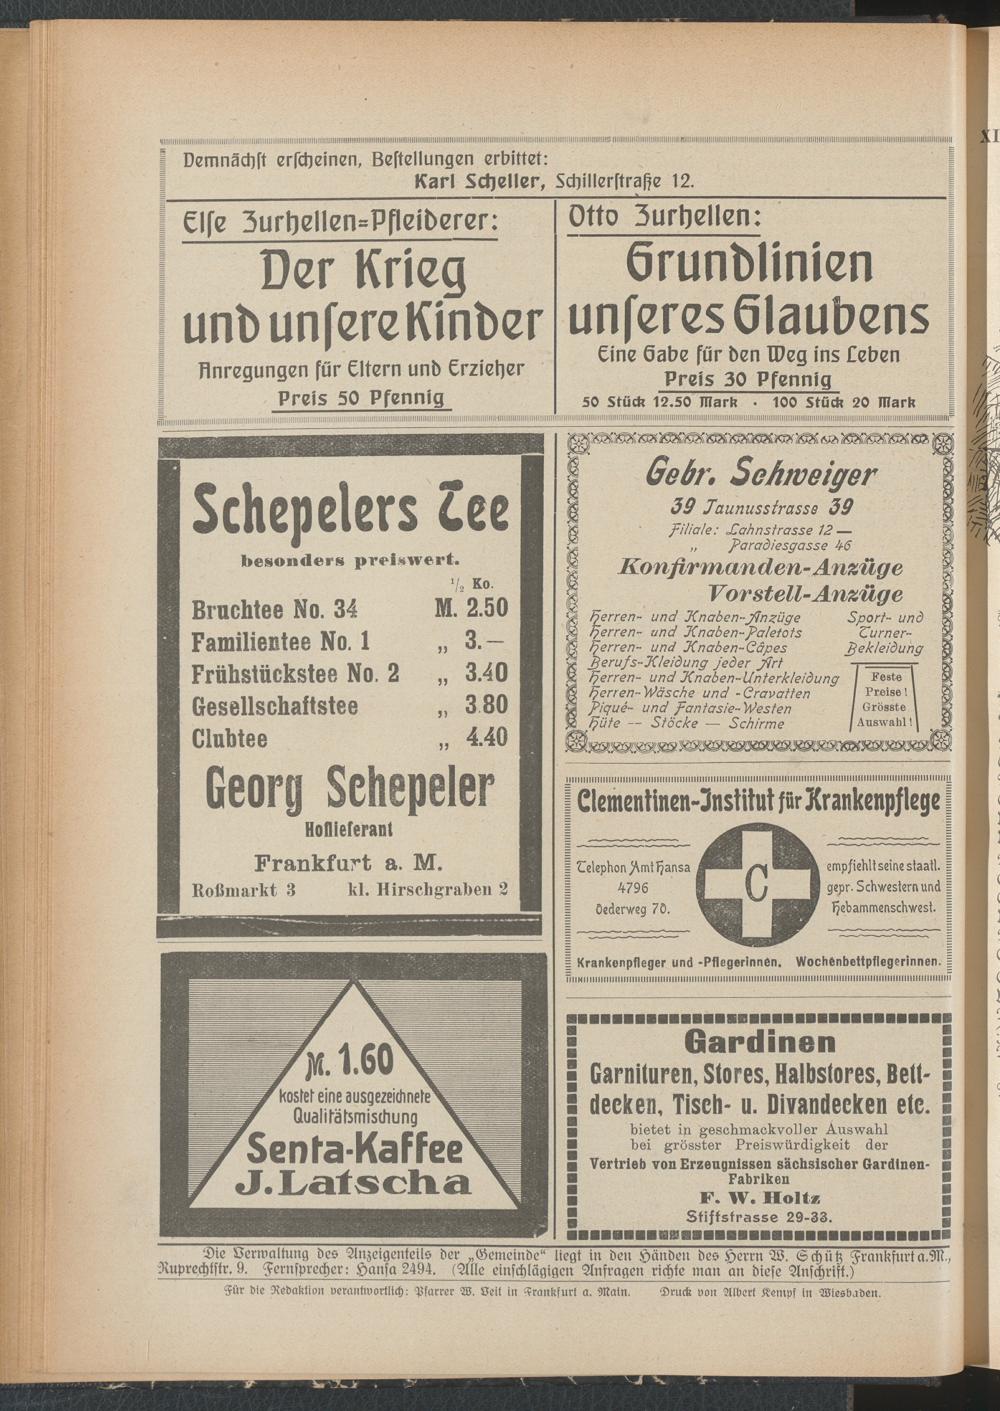 Demnächst erscheinen, Bestellungen erbittet:
Karl Scheller, Schillerstraße 12.
Else Zurhellen=Pfleiderer:
Der Krieg
und unsere Kinder
Anregungen für Eltern und Erzieher
Preis 50 Pfennig
Otto Zurhellen:
Grundlinien
unseres Glaubens
Eine Gabe für den Weg ins Leben
Preis 30 Pfennig
50 Stück 12.50 Mark · 100 Stück 20 Mark
Schepelers Tee
besonders preiswert.
1/2 Ko.
Bruchtee No. 34 M. 2.50
Familientee No. 1 „ 3.—
Frühstückstee No. 2 „ 3.40
Gesellschaftstee „ 3.80
Clubtee „ 4.40
Georg Schepeler
Hoflieferant
Frankfurt a. M.
Roßmarkt 3 kl. Hirschgraben 2
M. 1.60
kostet eine ausgezeichnete
Qualitätsmischung
Senta-Kaffee
J. Latscha
Gebr. Schweiger
39 Taunusstrasse 39
Filiale: Lahnstrasse 12 —
„ Paradiesgasse 46
Konfirmanden-Anzüge
Vorstell-Anzüge
Herren- und Knaben-Anzüge
Herren- und Knaben-Paletots
Herren- und Knaben-Câpes
Berufs-Kleidung jeder Art
Herren- und Knaben-Unterkleidung
Herren-Wäsche und -Cravatten
Piqué- und Fantasie-Westen
Hüte -- Stöcke — Schirme
Sport- und
Turner-
Bekleidung
Feste
Preise!
Grösste
Auswahl!
Clementinen-Institut für Krankenpflege
Telephon Amt Hansa
4796
Oederweg 70.
C
empfiehlt seine staatl.
gepr. Schwestern und
Hebammenschwest.
Krankenpfleger und -Pflegerinnen. Wochenbettpflegerinnen.
Gardinen
Garnituren, Stores, Halbstores, Bett-
decken, Tisch- u. Divandecken etc.
bietet in geschmackvoller Auswahl
bei grösster Preiswürdigkeit der
Vertrieb von Erzeugnissen sächsischer Gardinen-
Fabriken
F. W. Holtz
Stiftstrasse 29-33.
Die Verwaltung des Anzeigenteils der „Gemeinde“ liegt in den Händen des Herrn W. Schütz Frankfurt a. M.,
Ruprechtstr. 9. Fernsprecher: Hansa 2494. (Alle einschlägigen Anfragen richte man an diese Anschrift.)
Für die Redaktion verantwortlich: Pfarrer W. Veit in Frankfurt a. Main. Druck von Albert Kempf in Wiesbaden.
XI